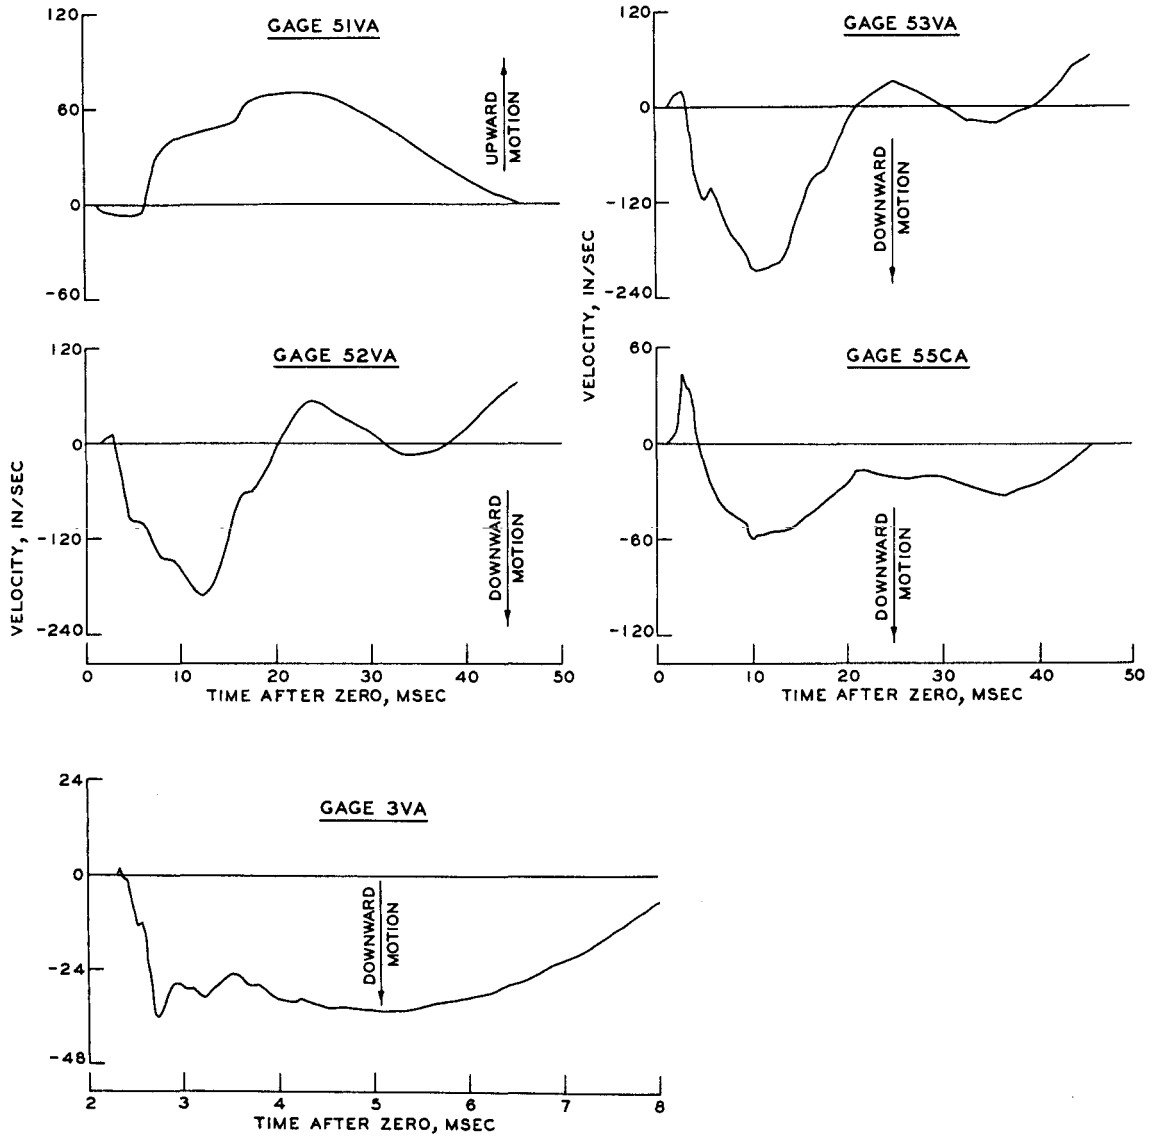 GAGE 51VA
120
60
0
-60
UPWARD
MOTION
GAGE 53VA
120
0
-120
-240
DOWNWARD
MOTION
VELOCITY, IN/SEC
GAGE 52VA
120
0
-120
-240
DOWNWARD
MOTION
VELOCITY, IN/SEC
0 10 20 30 40 50
TIME AFTER ZERO, MSEC
GAGE 55CA
60
0
-60
-120
DOWNWARD
MOTION
0 10 20 30 40 50
TIME AFTER ZERO, MSEC
GAGE 3VA
24
0
-24
-48
DOWNWARD
MOTION
2 3 4 5 6 7 8
TIME AFTER ZERO, MSEC